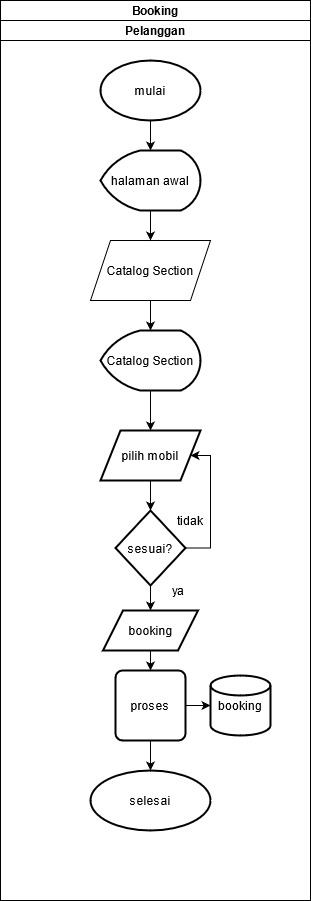 Booking
Pelanggan
mulai
halaman awal
Catalog Section
Catalog Section
pilih mobil
tidak
sesuai?
ya
booking
proses
booking
selesai